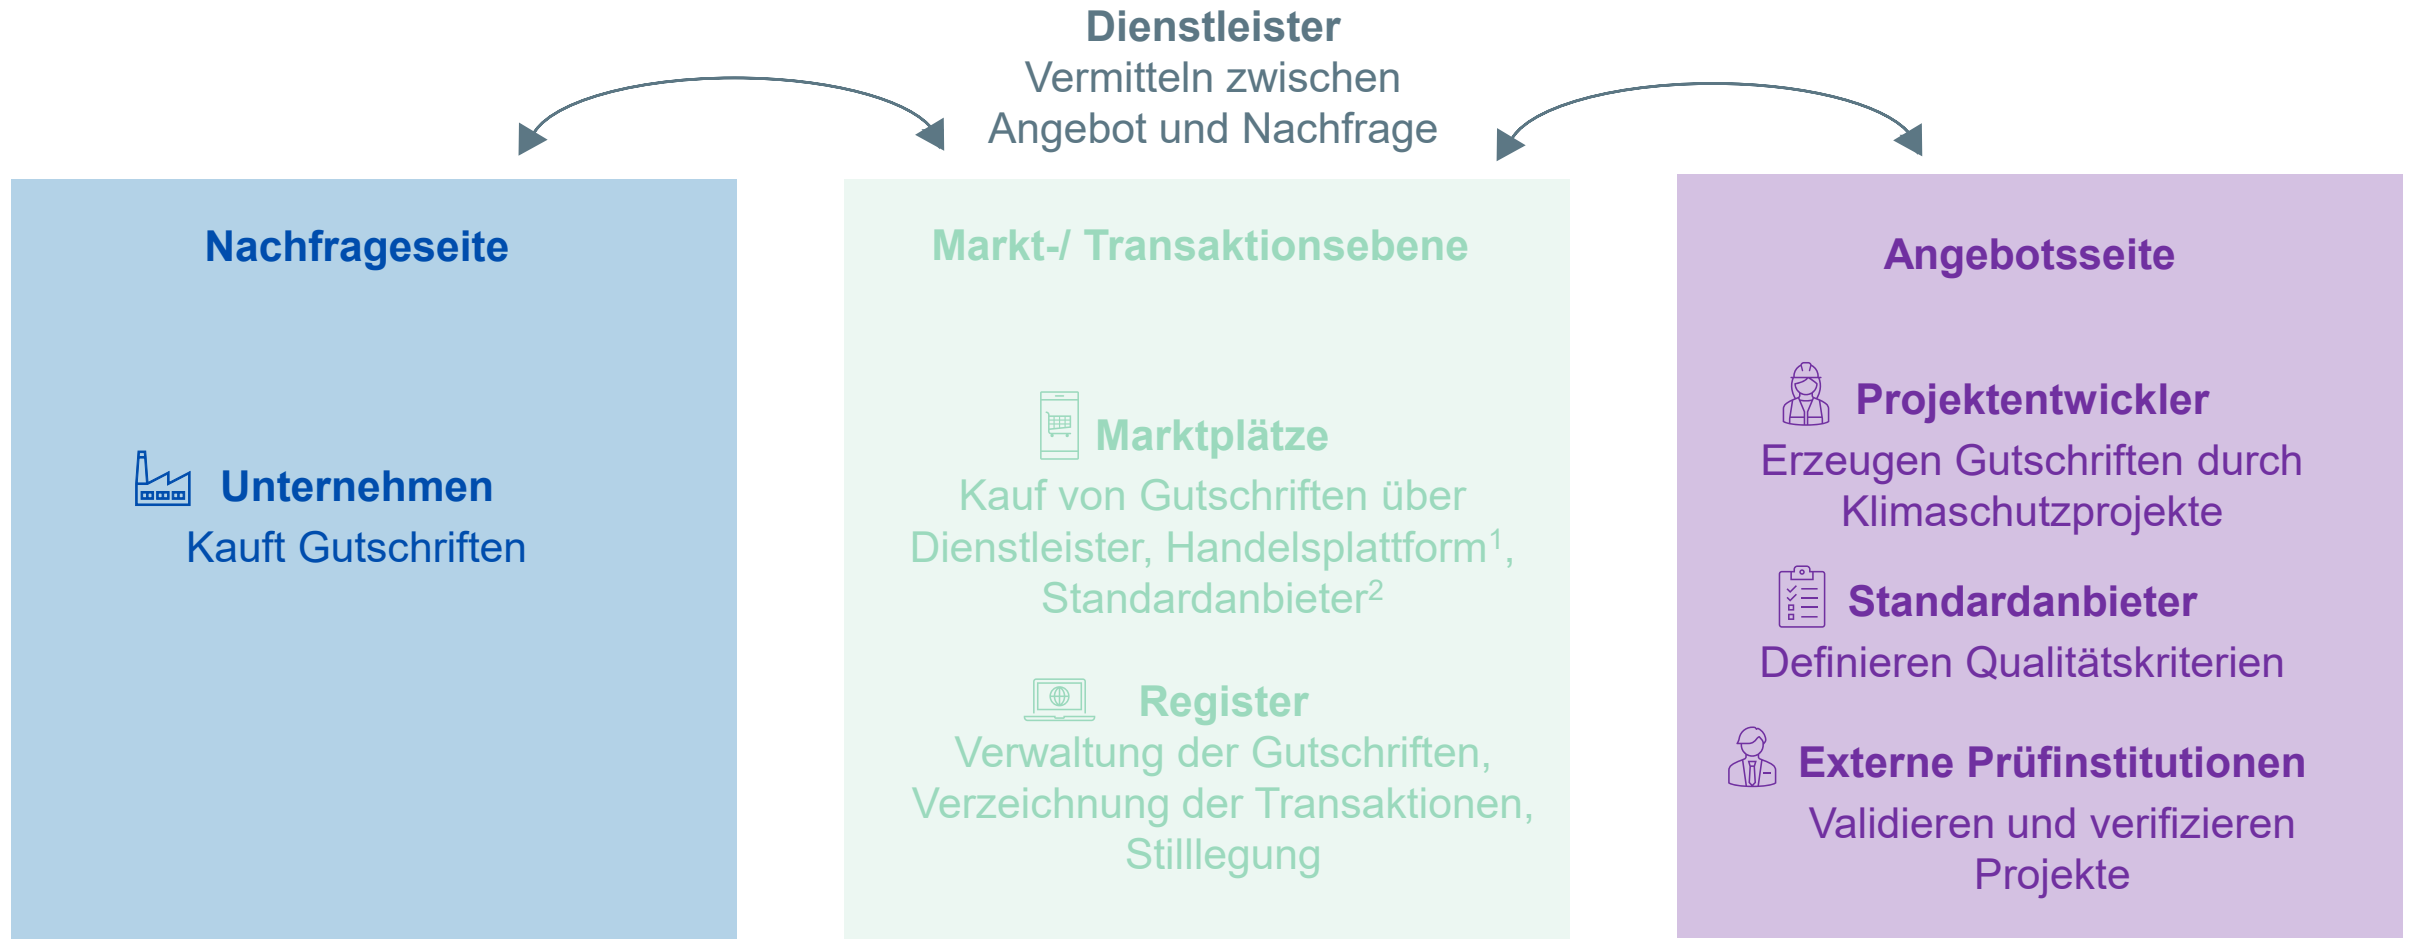 Dienstleister
Vermitteln zwischen
Angebot und Nachfrage
Nachfrageseite
Unternehmen
Kauft Gutschriften
Markt-/ Transaktionsebene
Marktplätze
Kauf von Gutschriften über
Dienstleister, Handelsplattform¹,
Standardanbieter²
Register
Verwaltung der Gutschriften,
Verzeichnung der Transaktionen,
Stilllegung
Angebotsseite
Projektentwickler
Erzeugen Gutschriften durch
Klimaschutzprojekte
Standardanbieter
Definieren Qualitätskriterien
Externe Prüfinstitutionen
Validieren und verifizieren
Projekte